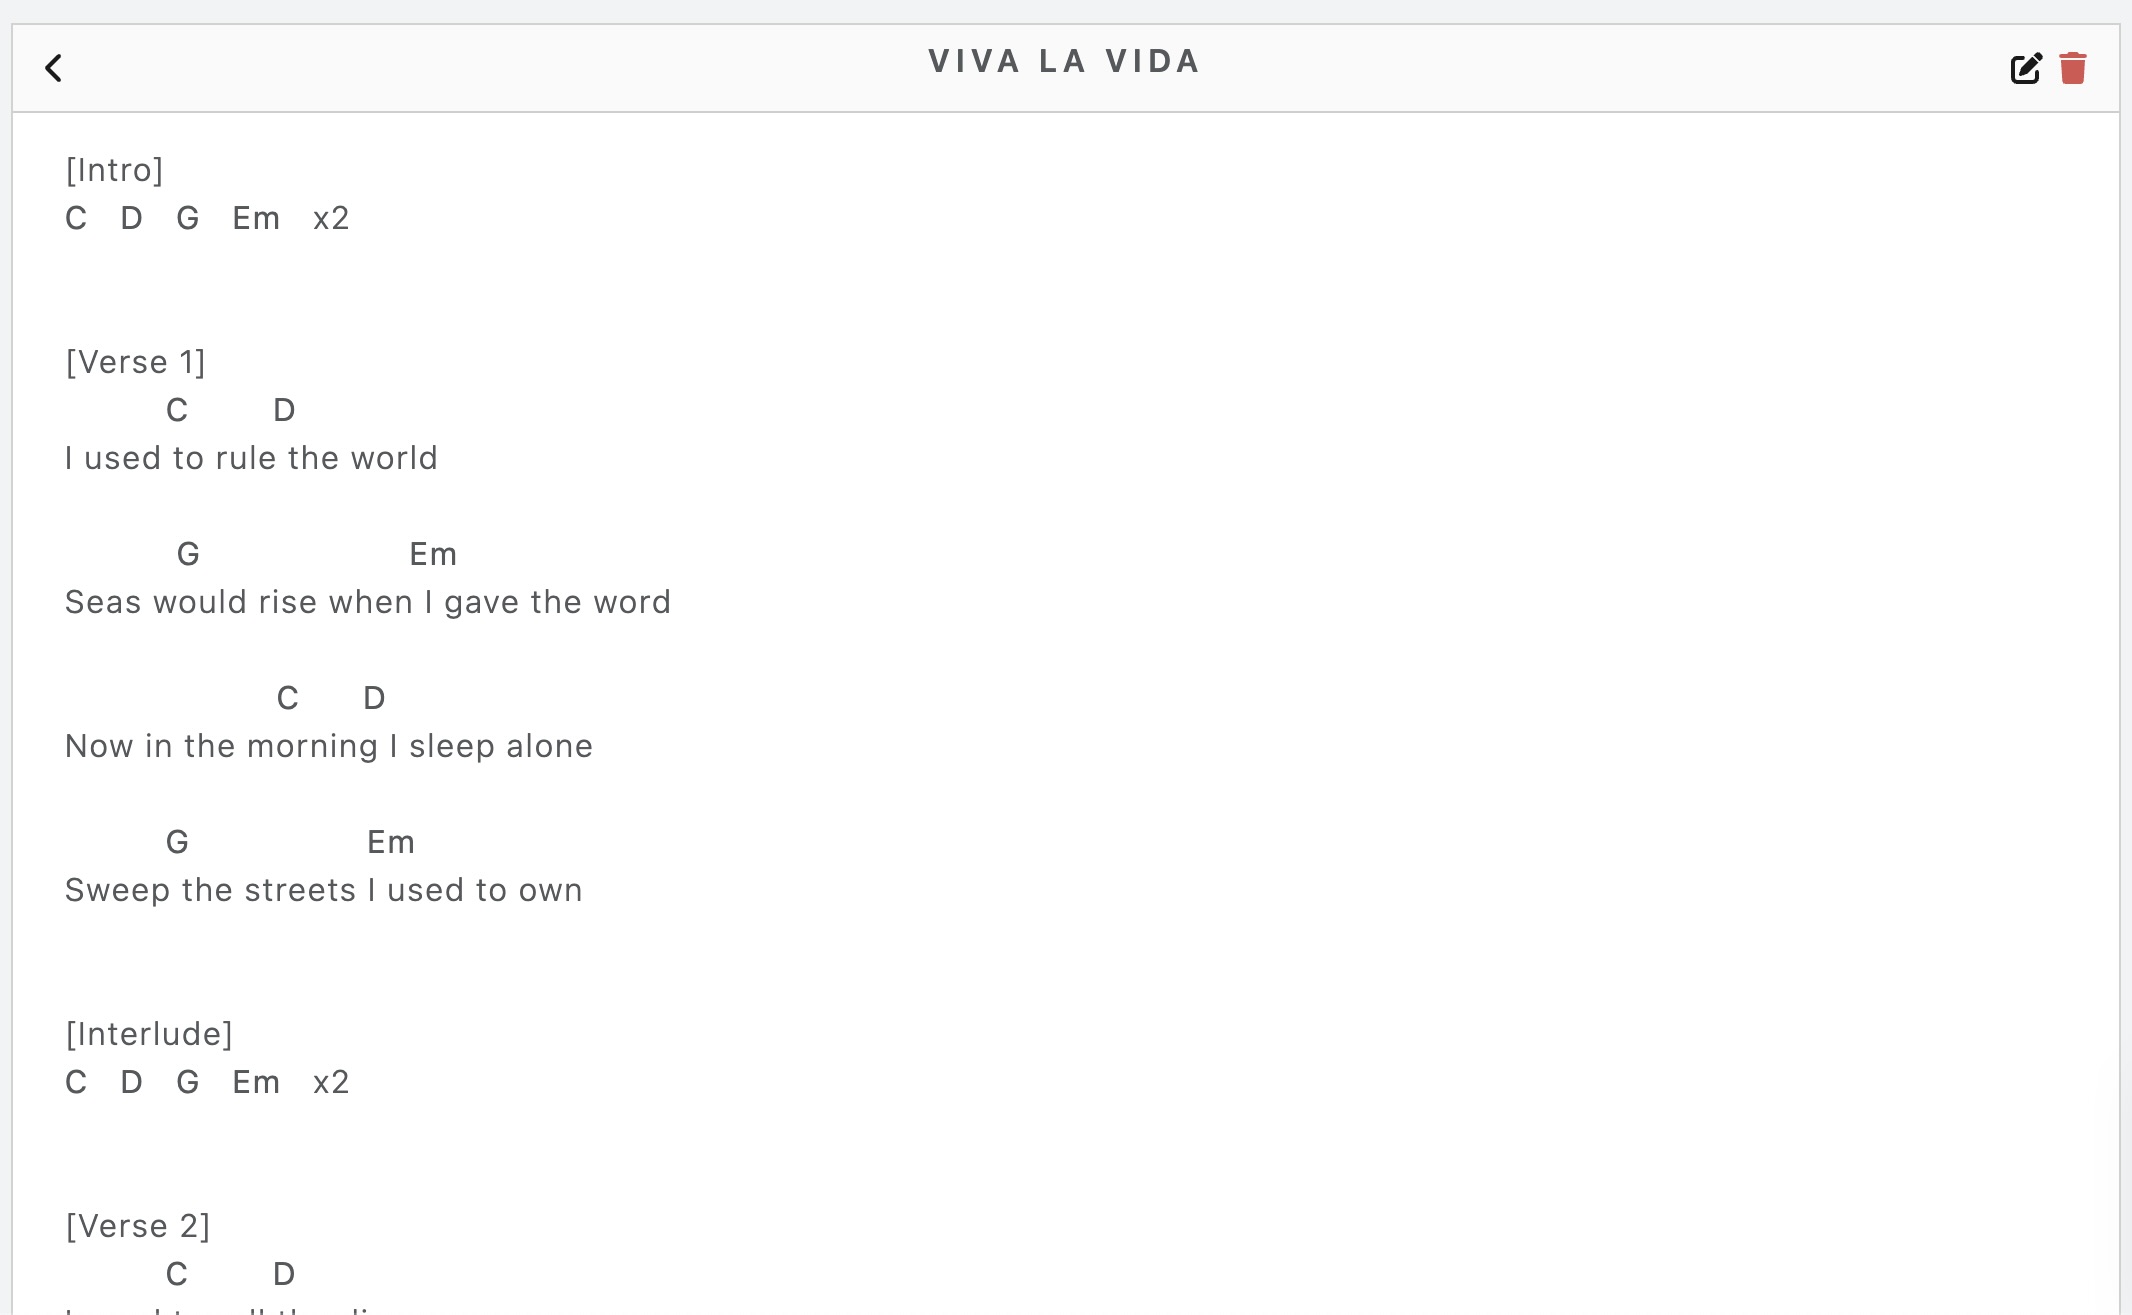 VIVA LA VIDA
[Intro]
C D G Em x2
[Verse 1]
C D
I used to rule the world
G Em
Seas would rise when I gave the word
C D
Now in the morning I sleep alone
G Em
Sweep the streets I used to own
[Interlude]
C D G Em x2
[Verse 2]
C D